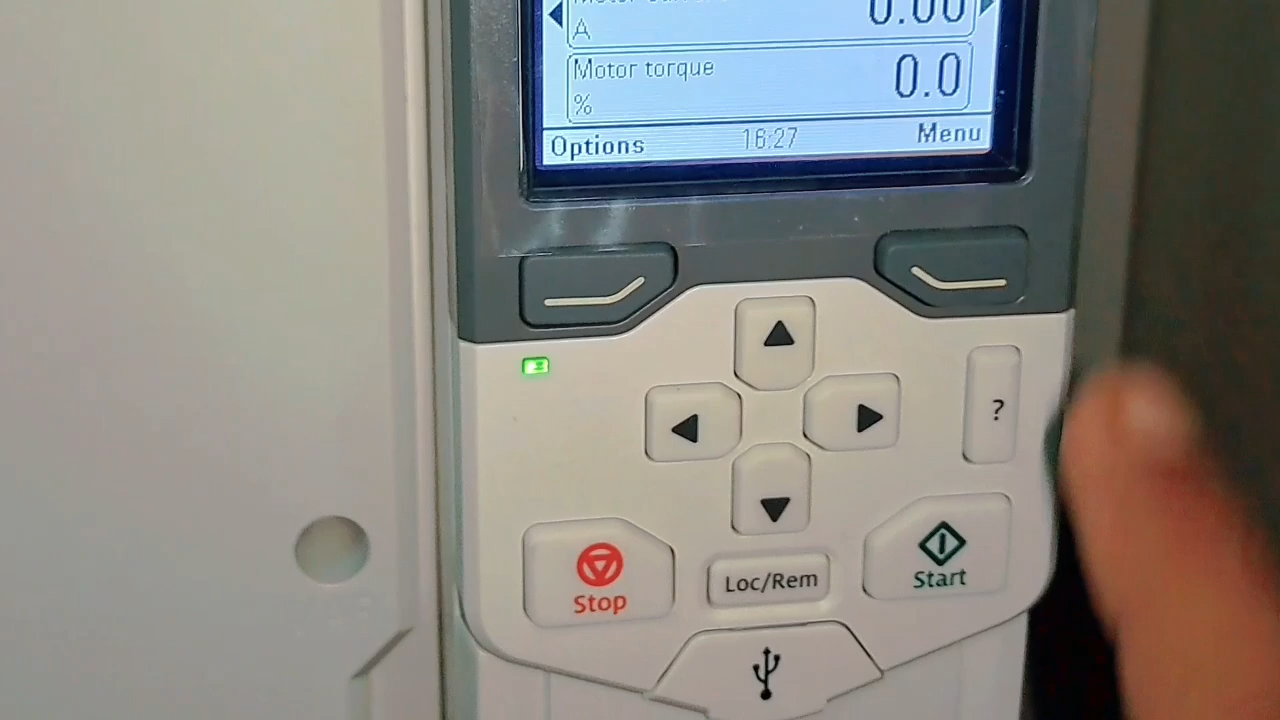 0.00
A
Motor torque
0.0
%
Options 16:27 Menu
?
Stop
Loc/Rem
Start